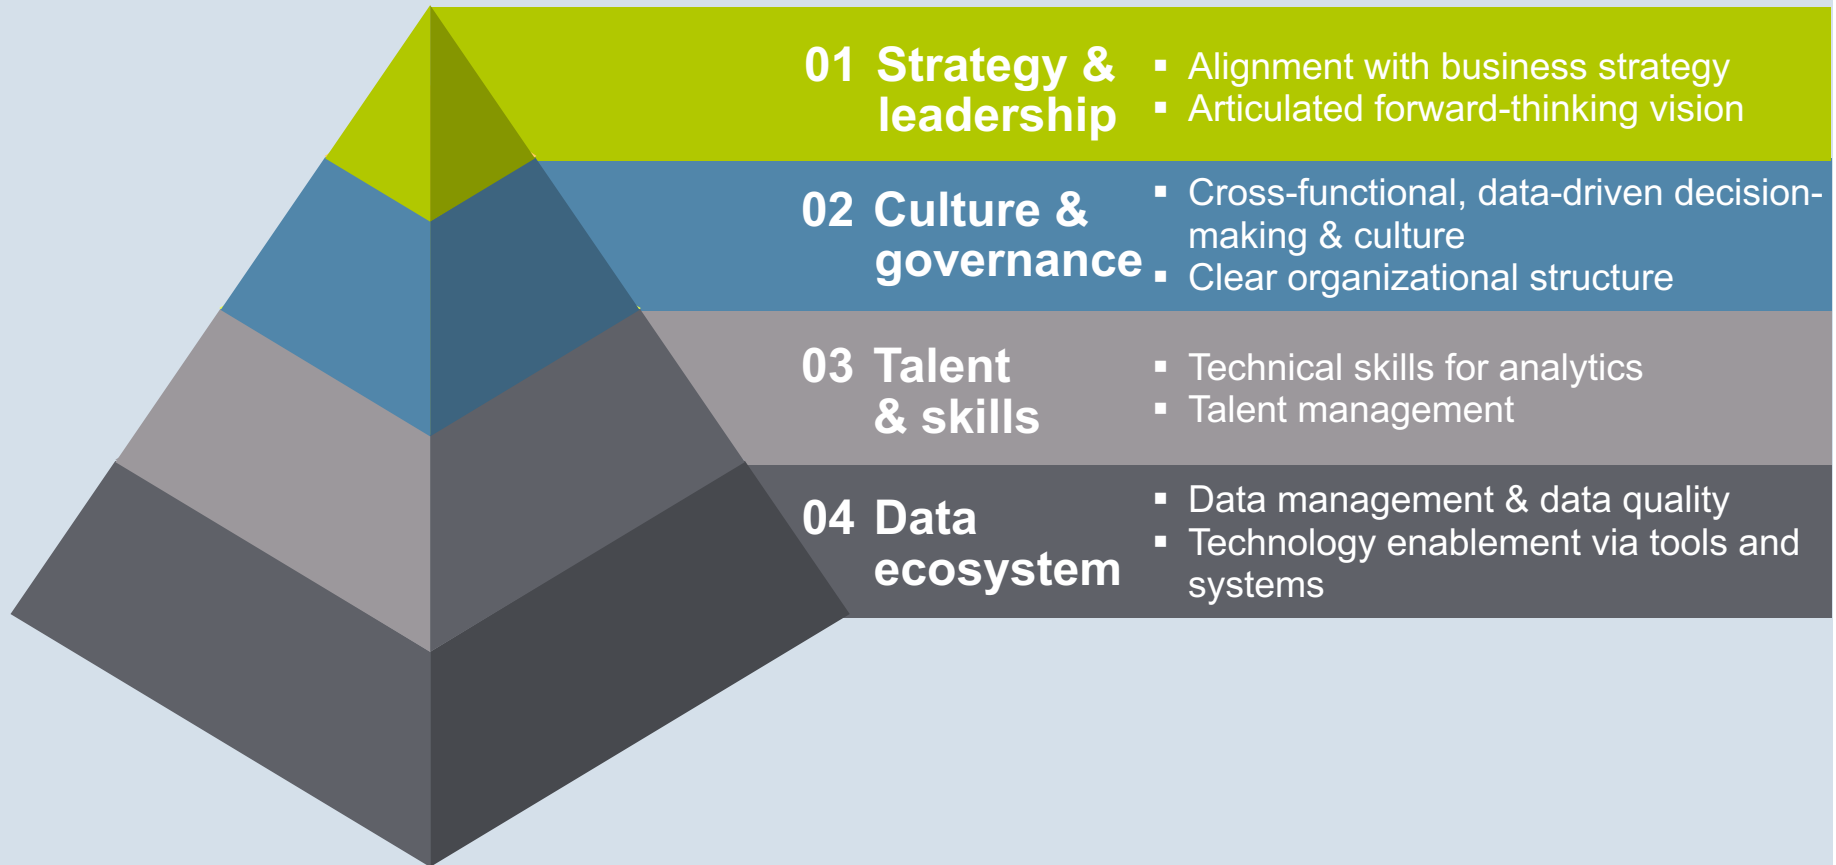 01 Strategy &
leadership
▪ Alignment with business strategy
▪ Articulated forward-thinking vision
02 Culture &
governance
▪ Cross-functional, data-driven decision-
making & culture
▪ Clear organizational structure
03 Talent
& skills
▪ Technical skills for analytics
▪ Talent management
04 Data
ecosystem
▪ Data management & data quality
▪ Technology enablement via tools and
systems